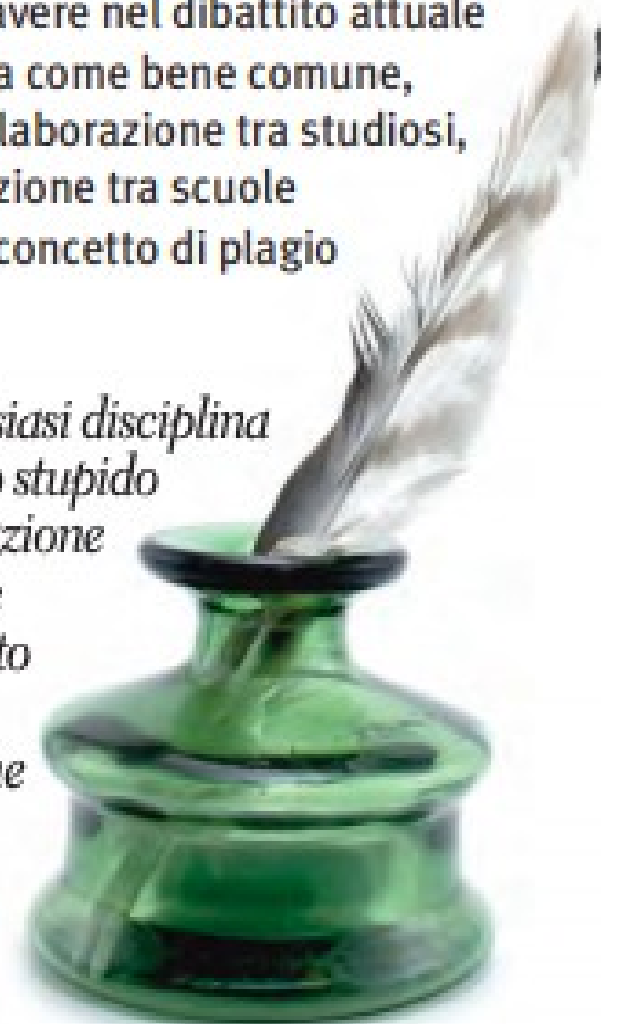 avere nel dibattito attuale
a come bene comune,
laborazione tra studiosi,
zione tra scuole
concetto di plagio
siasi disciplina
o stupido
zione
e
to
ne